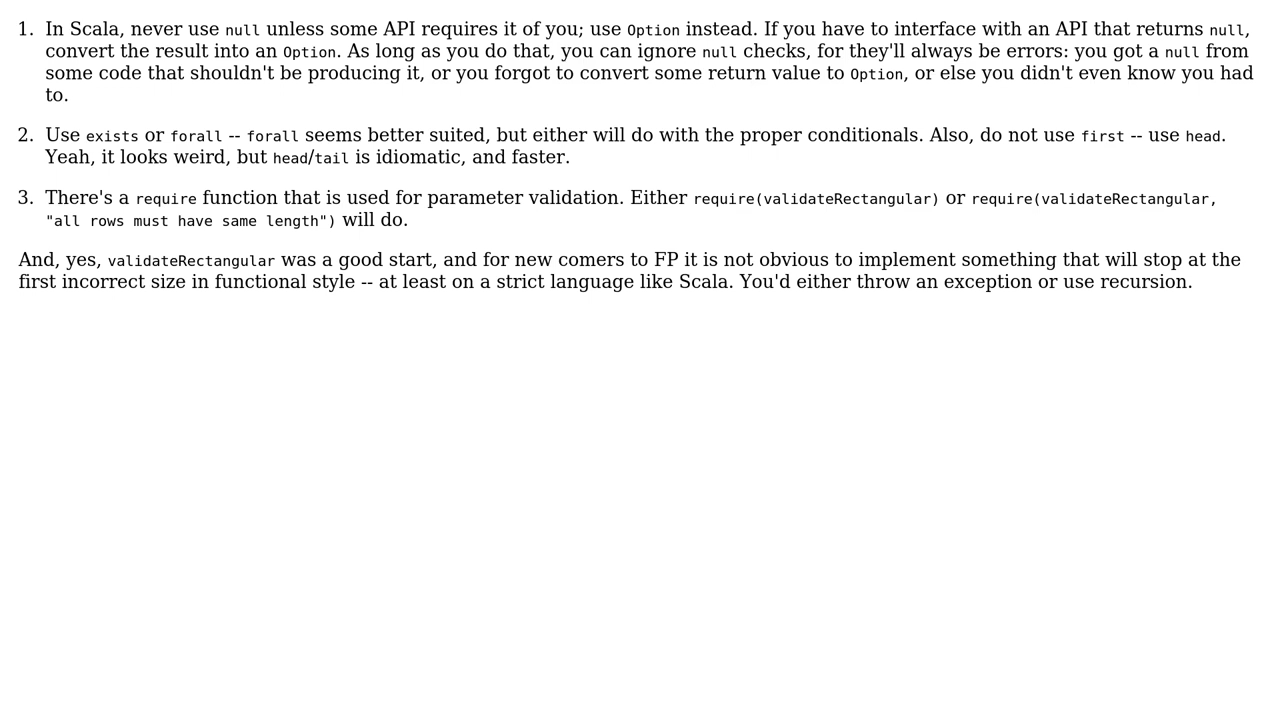 1. In Scala, never use null unless some API requires it of you; use Option instead. If you have to interface with an API that returns null,
convert the result into an Option. As long as you do that, you can ignore null checks, for they'll always be errors: you got a null from
some code that shouldn't be producing it, or you forgot to convert some return value to Option, or else you didn't even know you had
to.
2. Use exists or forall -- forall seems better suited, but either will do with the proper conditionals. Also, do not use first -- use head.
Yeah, it looks weird, but head/tail is idiomatic, and faster.
3. There's a require function that is used for parameter validation. Either require(validateRectangular) or require(validateRectangular,
"all rows must have same length") will do.
And, yes, validateRectangular was a good start, and for new comers to FP it is not obvious to implement something that will stop at the
first incorrect size in functional style -- at least on a strict language like Scala. You'd either throw an exception or use recursion.